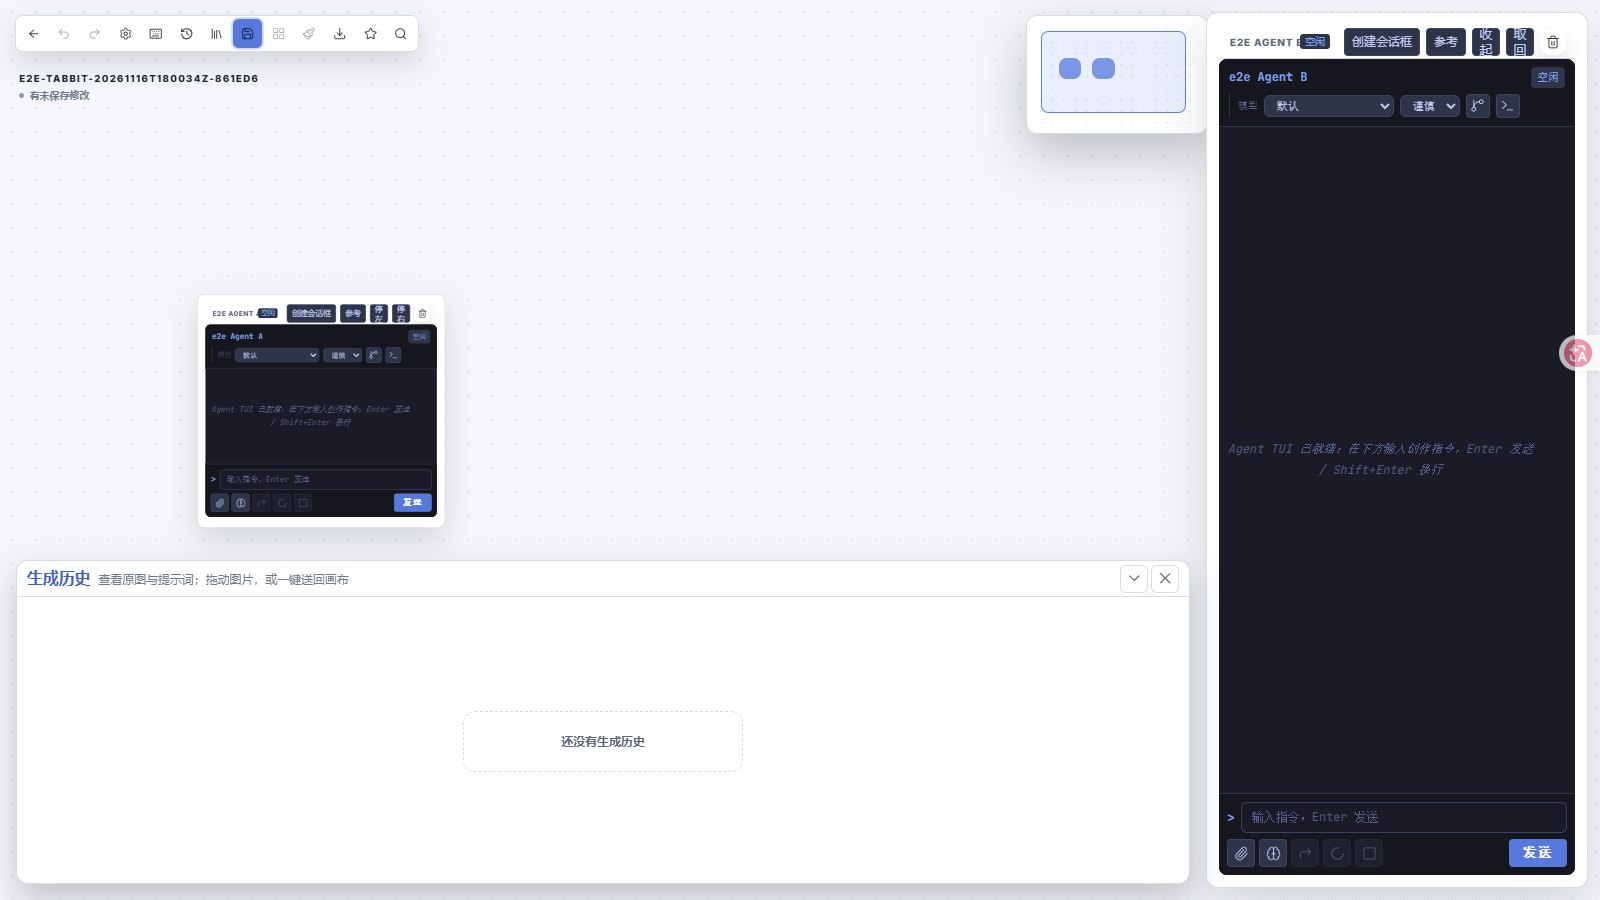 E2E-TABBIT-20261116T180034Z-861ED6
有未保存修改
E2E AGENT
空闲
创建会话框
参考
停左
停右
e2e Agent A
空闲
模型
默认
谨慎
Agent TUI 已就绪：在下方输入创作指令，Enter 发送
/ Shift+Enter 换行
> 输入指令，Enter 发送
发送
生成历史
查看原图与提示词；拖动图片，或一键送回画布
还没有生成历史
E2E AGENT
空闲
创建会话框
参考
收起
取回
e2e Agent B
空闲
模型
默认
谨慎
Agent TUI 已就绪：在下方输入创作指令，Enter 发送
/ Shift+Enter 换行
> 输入指令，Enter 发送
发送